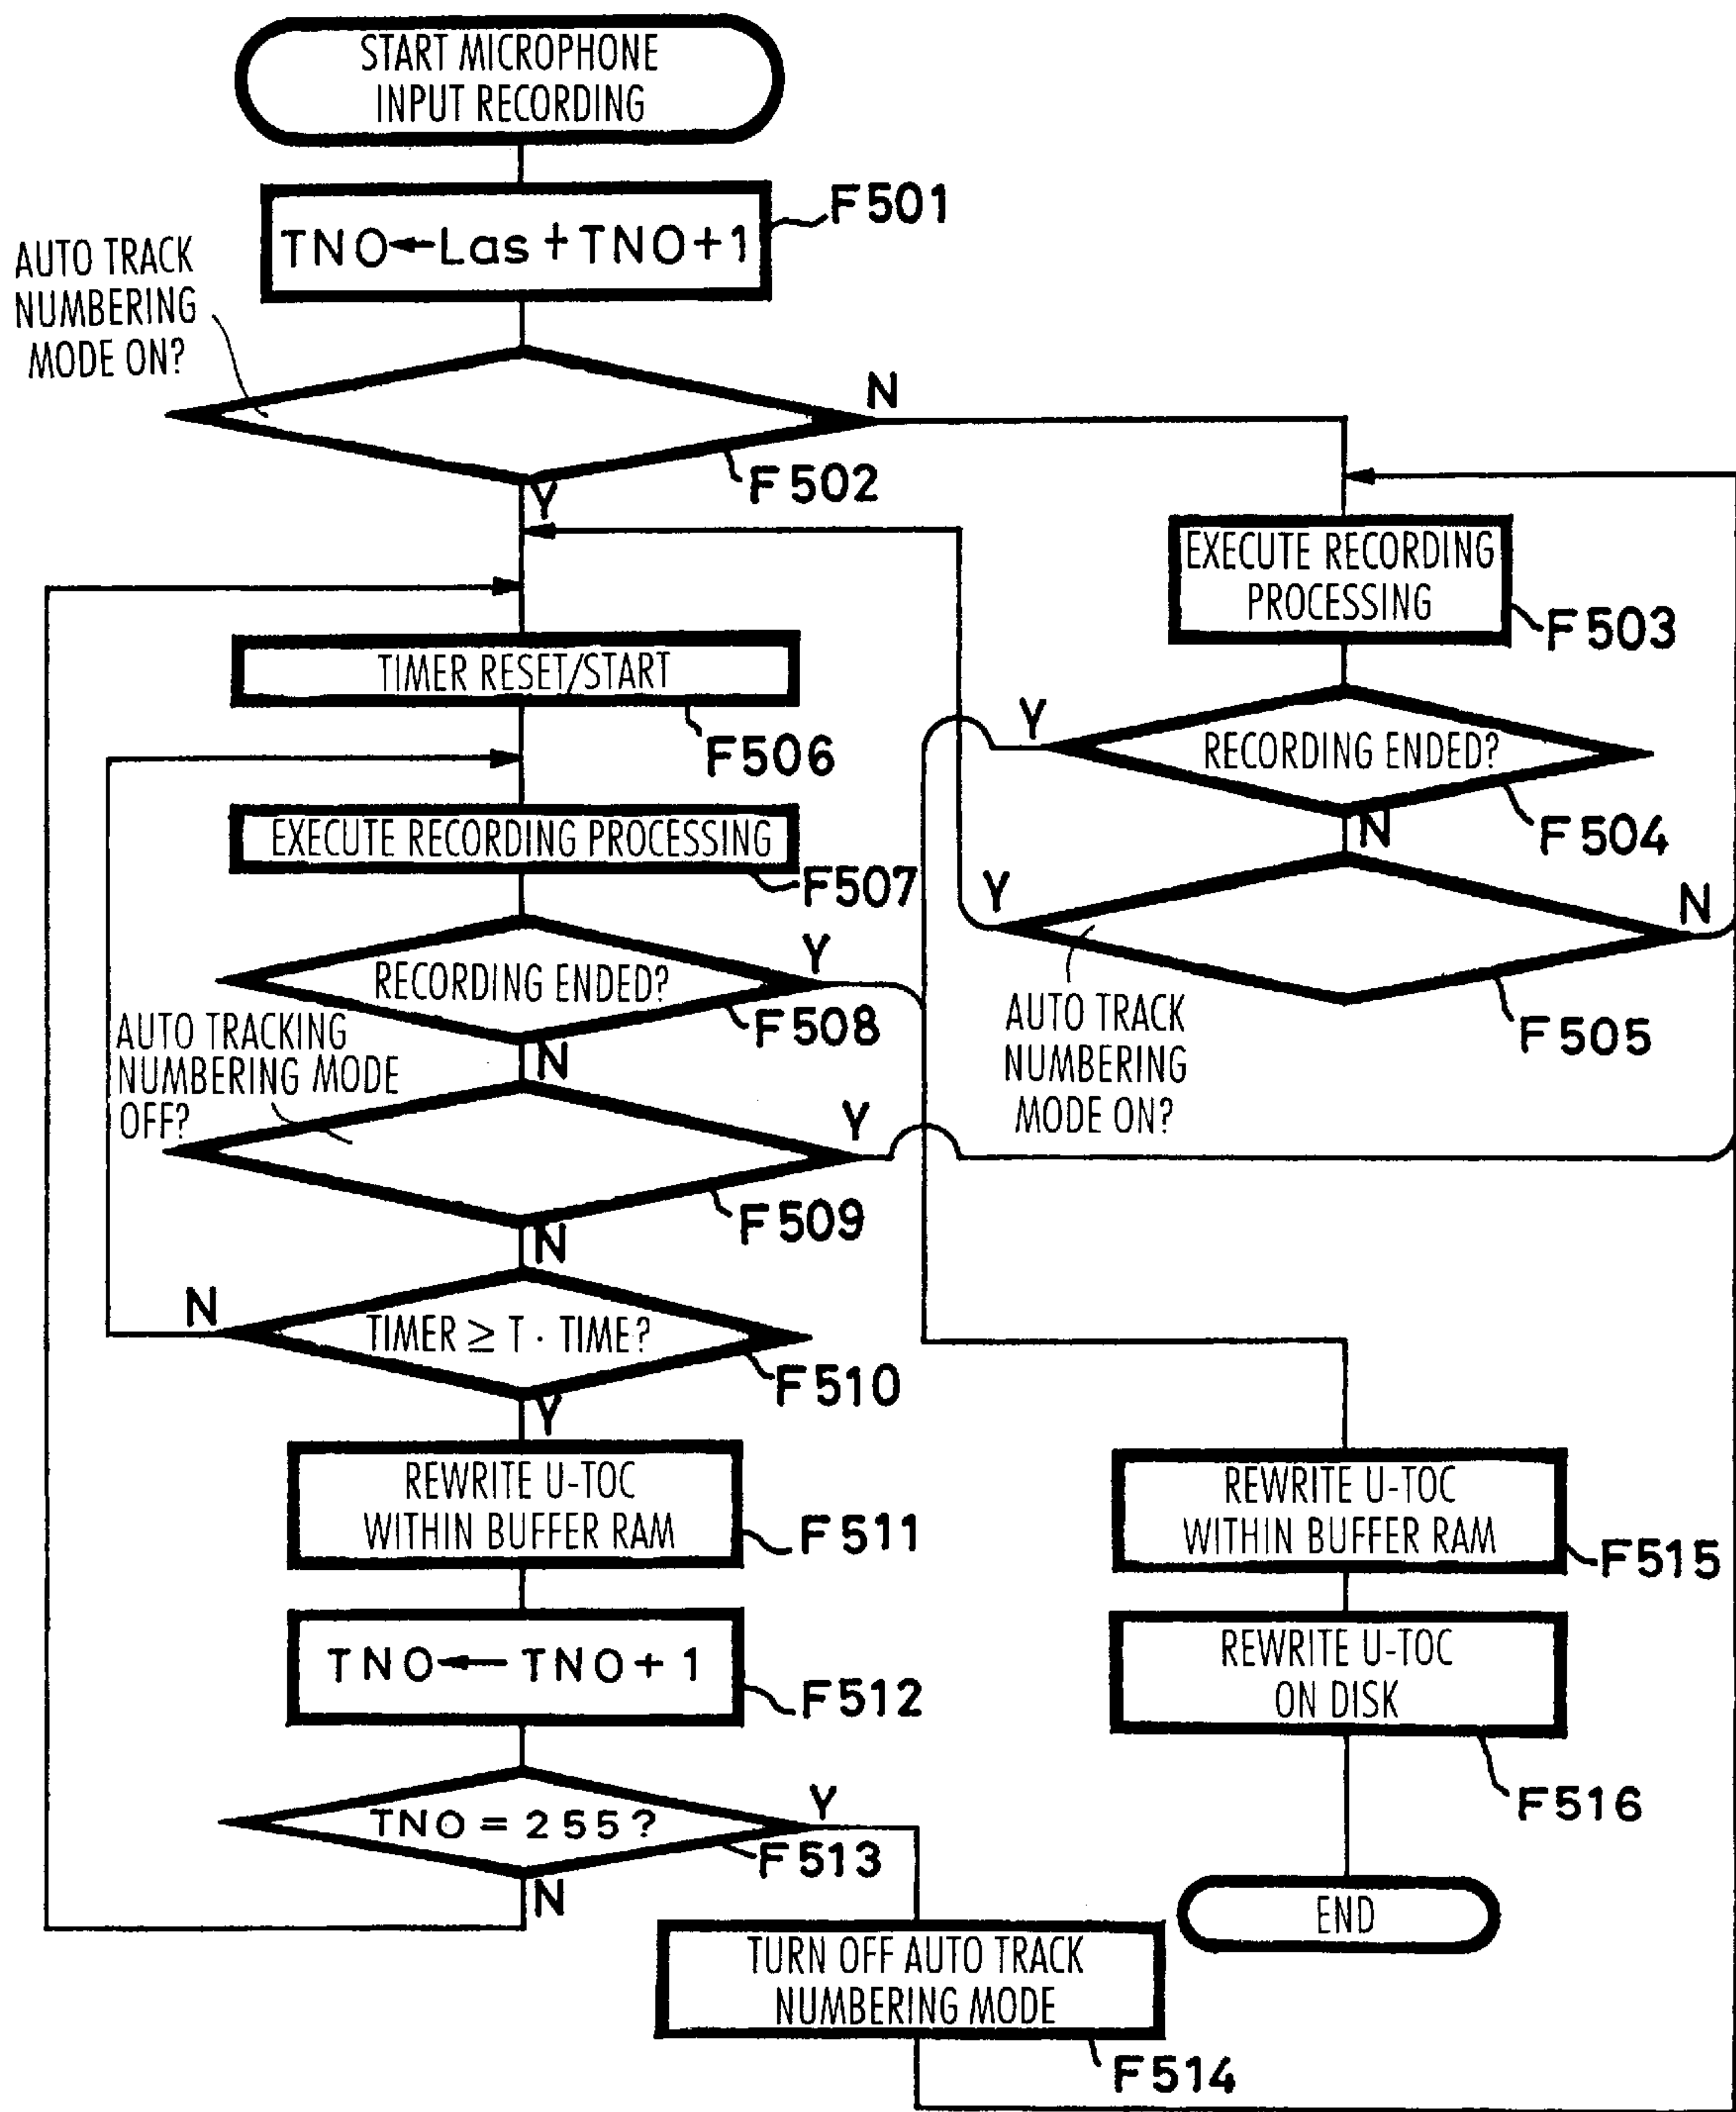 START MICROPHONE
INPUT RECORDING
F501
TNO←Las+TNO+1
AUTO TRACK
NUMBERING
MODE ON?
N
F502
Y
EXECUTE RECORDING
PROCESSING
F503
TIMER RESET/START
F506
Y
RECORDING ENDED?
F504
N
EXECUTE RECORDING PROCESSING
F507
Y
N
AUTO TRACK
NUMBERING
MODE ON?
F505
RECORDING ENDED?
Y
F508
N
AUTO TRACKING
NUMBERING MODE
OFF?
Y
F509
N
N
TIMER ≥ T · TIME?
F510
Y
REWRITE U-TOC
WITHIN BUFFER RAM
F511
REWRITE U-TOC
WITHIN BUFFER RAM
F515
TNO← TNO+1
F512
REWRITE U-TOC
ON DISK
F516
TNO = 255?
Y
F513
N
END
TURN OFF AUTO TRACK
NUMBERING MODE
F514